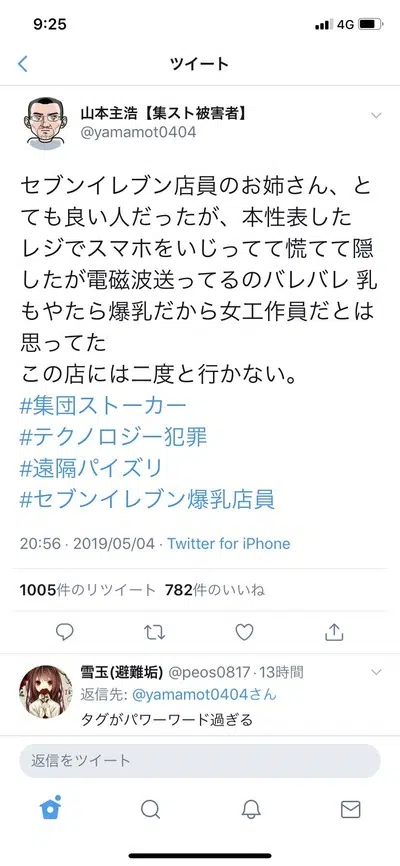 9:25
4G
ツイート
山本主浩【集スト被害者】
@yamamot0404
セブンイレブン店員のお姉さん、と
ても良い人だったが、本性表した
レジでスマホをいじってて慌てて隠
したが電磁波送ってるのバレバレ 乳
もやたら爆乳だから女工作員だとは
思ってた
この店には二度と行かない。
#集団ストーカー
#テクノロジー犯罪
#遠隔パイズリ
#セブンイレブン爆乳店員
20:56 · 2019/05/04 · Twitter for iPhone
1005件のリツイート 782件のいいね
雪玉(避難垢) @peos0817 · 13時間
返信先: @yamamot0404さん
タグがパワーワード過ぎる
返信をツイート